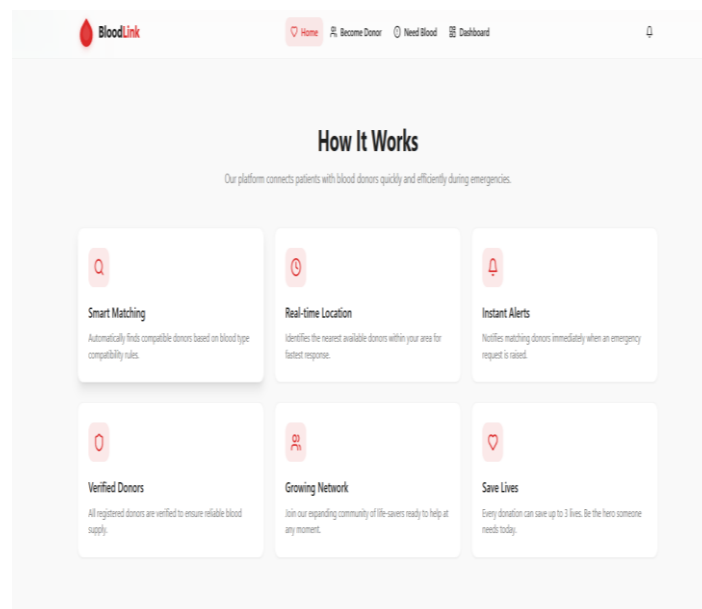 BloodLink
Home Become Donor Need Blood Dashboard
How It Works
Our platform connects patients with blood donors quickly and efficiently during emergencies.
Smart Matching
Automatically finds compatible donors based on blood type
compatibility rules.
Real-time Location
Identifies the nearest available donors within your area for
fastest response.
Instant Alerts
Notifies matching donors immediately when an emergency
request is raised.
Verified Donors
All registered donors are verified to ensure reliable blood
supply.
Growing Network
Join our expanding community of life-savers ready to help at
any moment.
Save Lives
Every donation can save up to 3 lives. Be the hero someone
needs today.